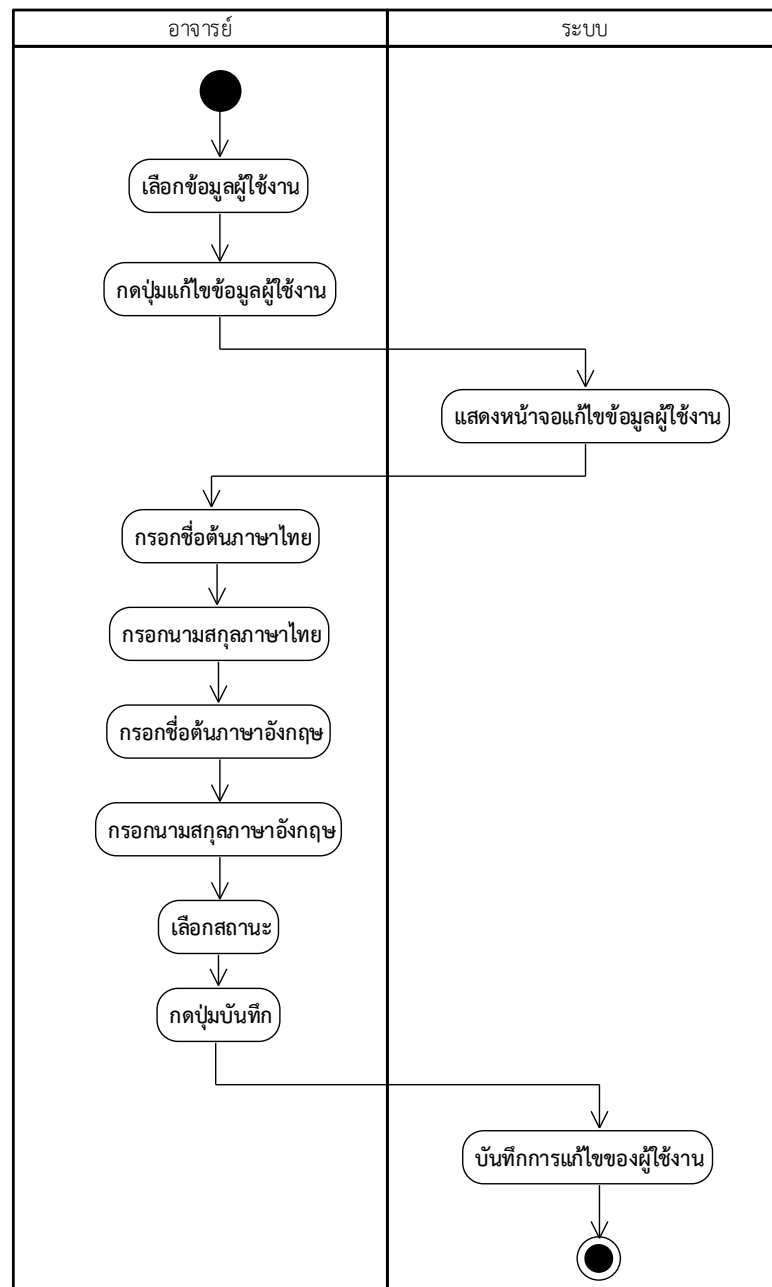 อาจารย์
ระบบ
เลือกข้อมูลผู้ใช้งาน
กดปุ่มแก้ไขข้อมูลผู้ใช้งาน
แสดงหน้าจอแก้ไขข้อมูลผู้ใช้งาน
กรอกชื่อต้นภาษาไทย
กรอกนามสกุลภาษาไทย
กรอกชื่อต้นภาษาอังกฤษ
กรอกนามสกุลภาษาอังกฤษ
เลือกสถานะ
กดปุ่มบันทึก
บันทึกการแก้ไขของผู้ใช้งาน